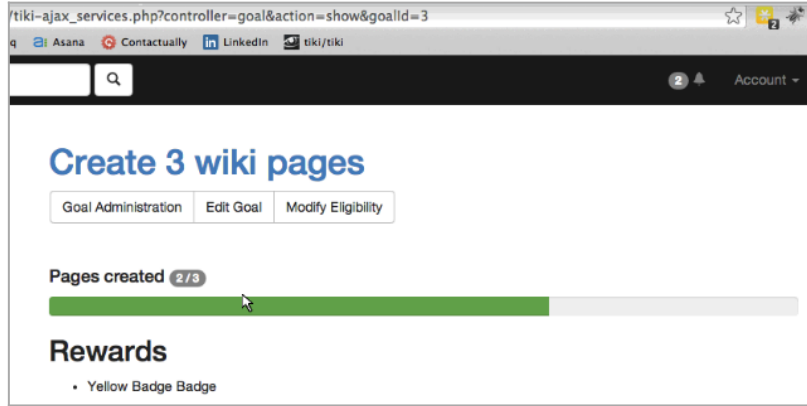 /tiki-ajax_services.php?controller=goal&action=show&goalId=3
q Asana Contactually in LinkedIn tiki/tiki
2 Account
Create 3 wiki pages
Goal Administration Edit Goal Modify Eligibility
Pages created 2/3
Rewards
• Yellow Badge Badge